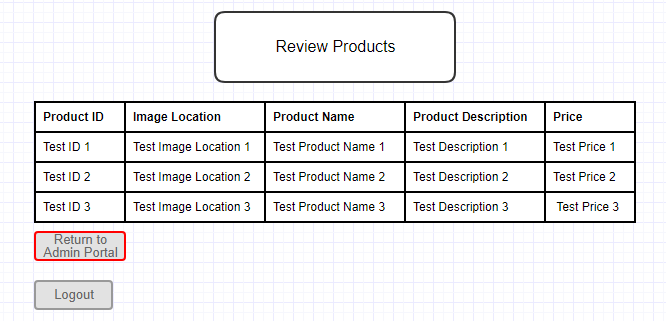 Review Products
Product ID Image Location Product Name Product Description Price
Test ID 1 Test Image Location 1 Test Product Name 1 Test Description 1 Test Price 1
Test ID 2 Test Image Location 2 Test Product Name 2 Test Description 2 Test Price 2
Test ID 3 Test Image Location 3 Test Product Name 3 Test Description 3 Test Price 3
Return to
Admin Portal
Logout